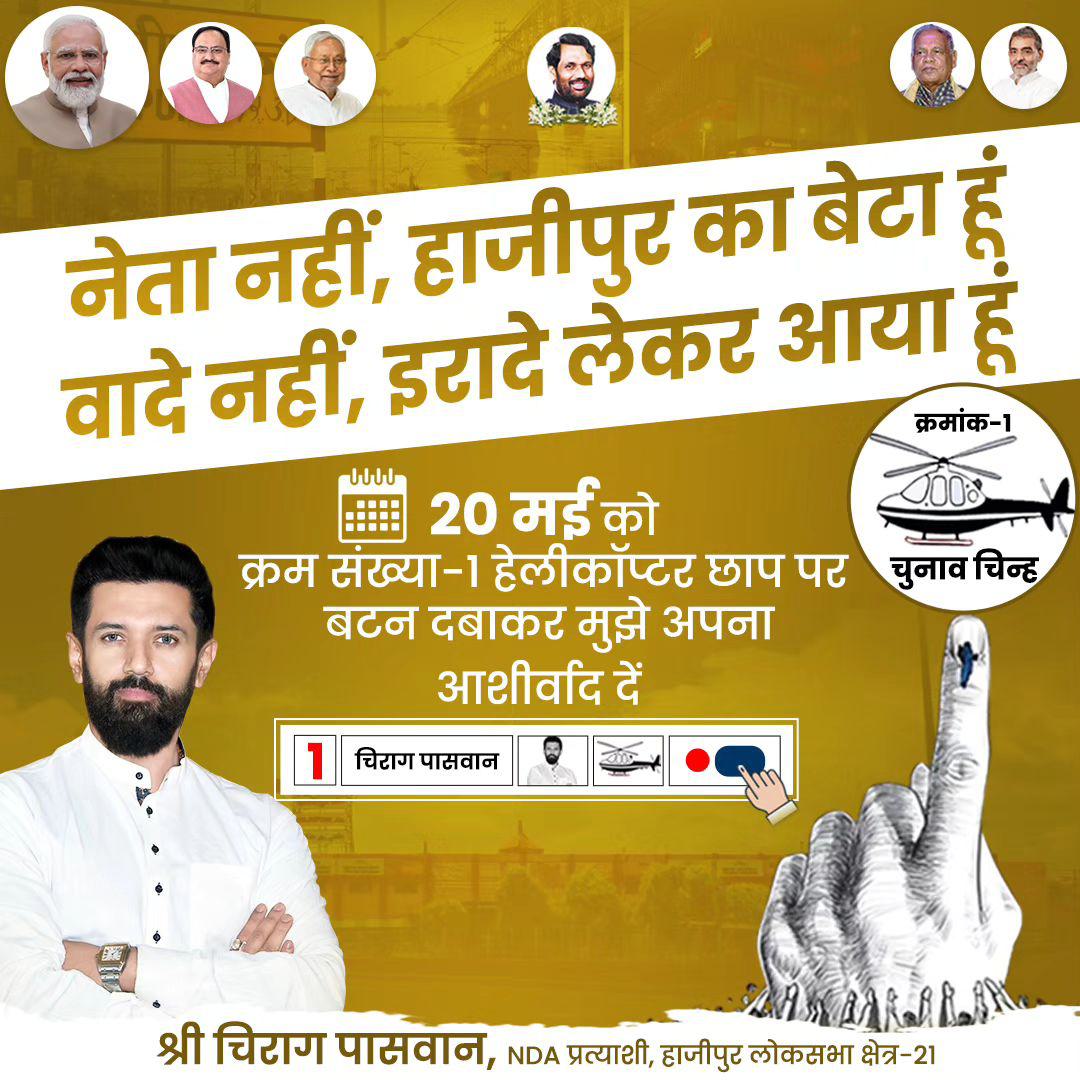 नेता नहीं, हाजीपुर का बेटा हूं
वादे नहीं, इरादे लेकर आया हूं
क्रमांक-1
चुनाव चिन्ह
20 मई को
क्रम संख्या-1 हेलीकॉप्टर छाप पर
बटन दबाकर मुझे अपना
आशीर्वाद दें
1 चिराग पासवान
श्री चिराग पासवान, NDA प्रत्याशी, हाजीपुर लोकसभा क्षेत्र-21